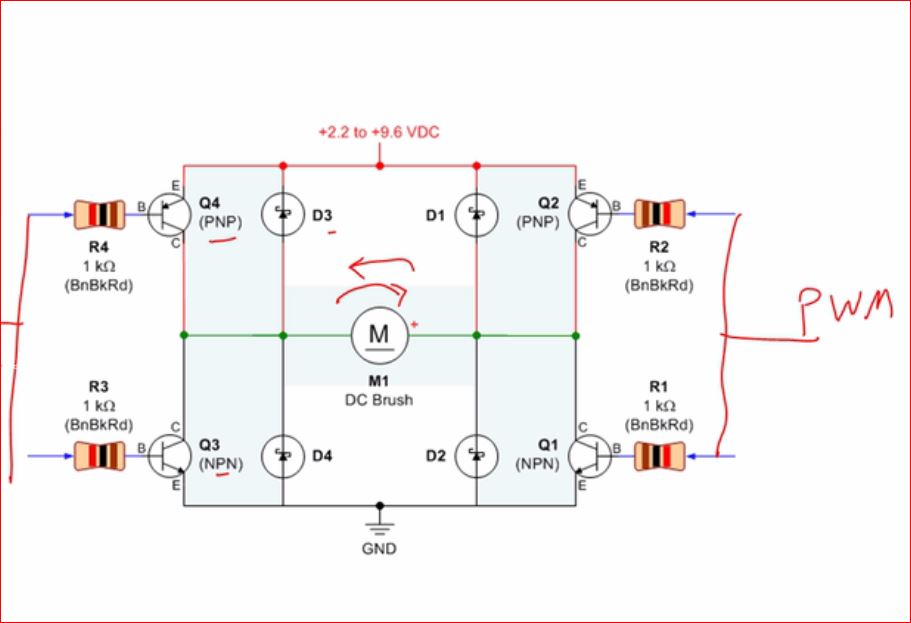 +2.2 to +9.6 VDC
E
Q4
(PNP)
B
C
R4
1 kΩ
(BnBkRd)
D3
D1
E
Q2
(PNP)
B
C
R2
1 kΩ
(BnBkRd)
PWM
M
+
M1
DC Brush
R3
1 kΩ
(BnBkRd)
C
Q3
(NPN)
B
E
D4
D2
R1
1 kΩ
(BnBkRd)
C
Q1
(NPN)
B
E
GND